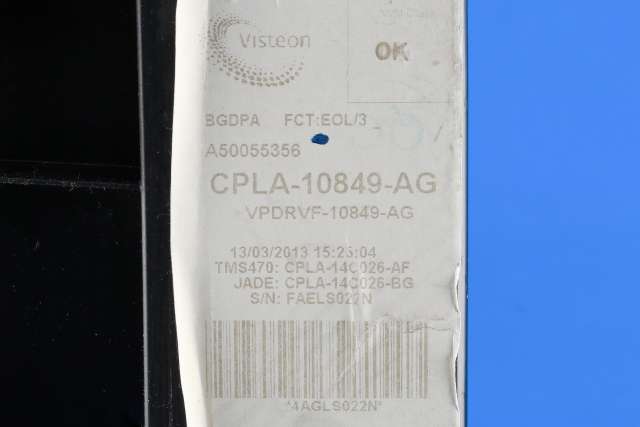 Visteon
OK
BGDPA FCT:EOL/3
A50055356
CPLA-10849-AG
VPDRVF-10849-AG
13/03/2013 15:26:04
TMS470: CPLA-14C026-AF
JADE: CPLA-14C026-BG
S/N: FAELS022N
*4AGLS022N*